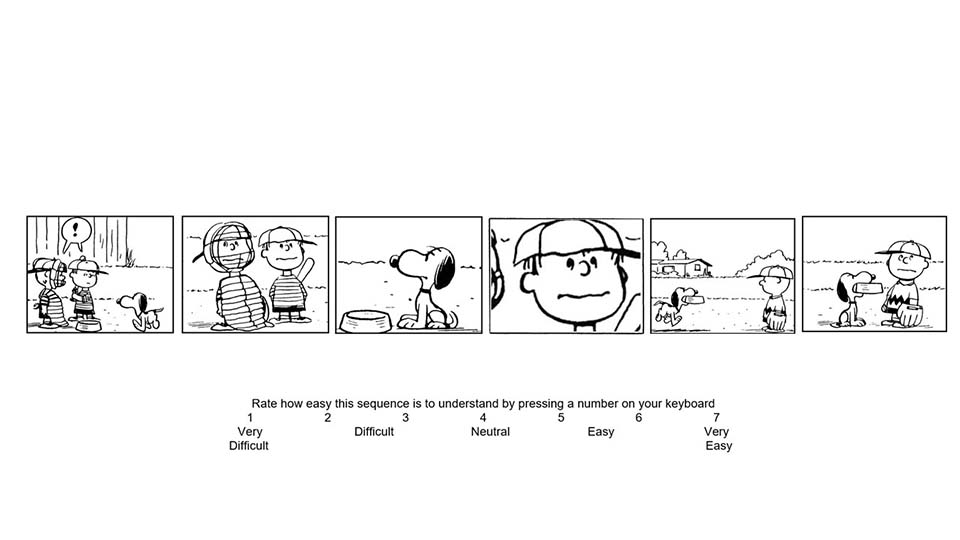 !
Rate how easy this sequence is to understand by pressing a number on your keyboard
1 2 3 4 5 6 7
Very Difficult Neutral Easy Very
Difficult Easy